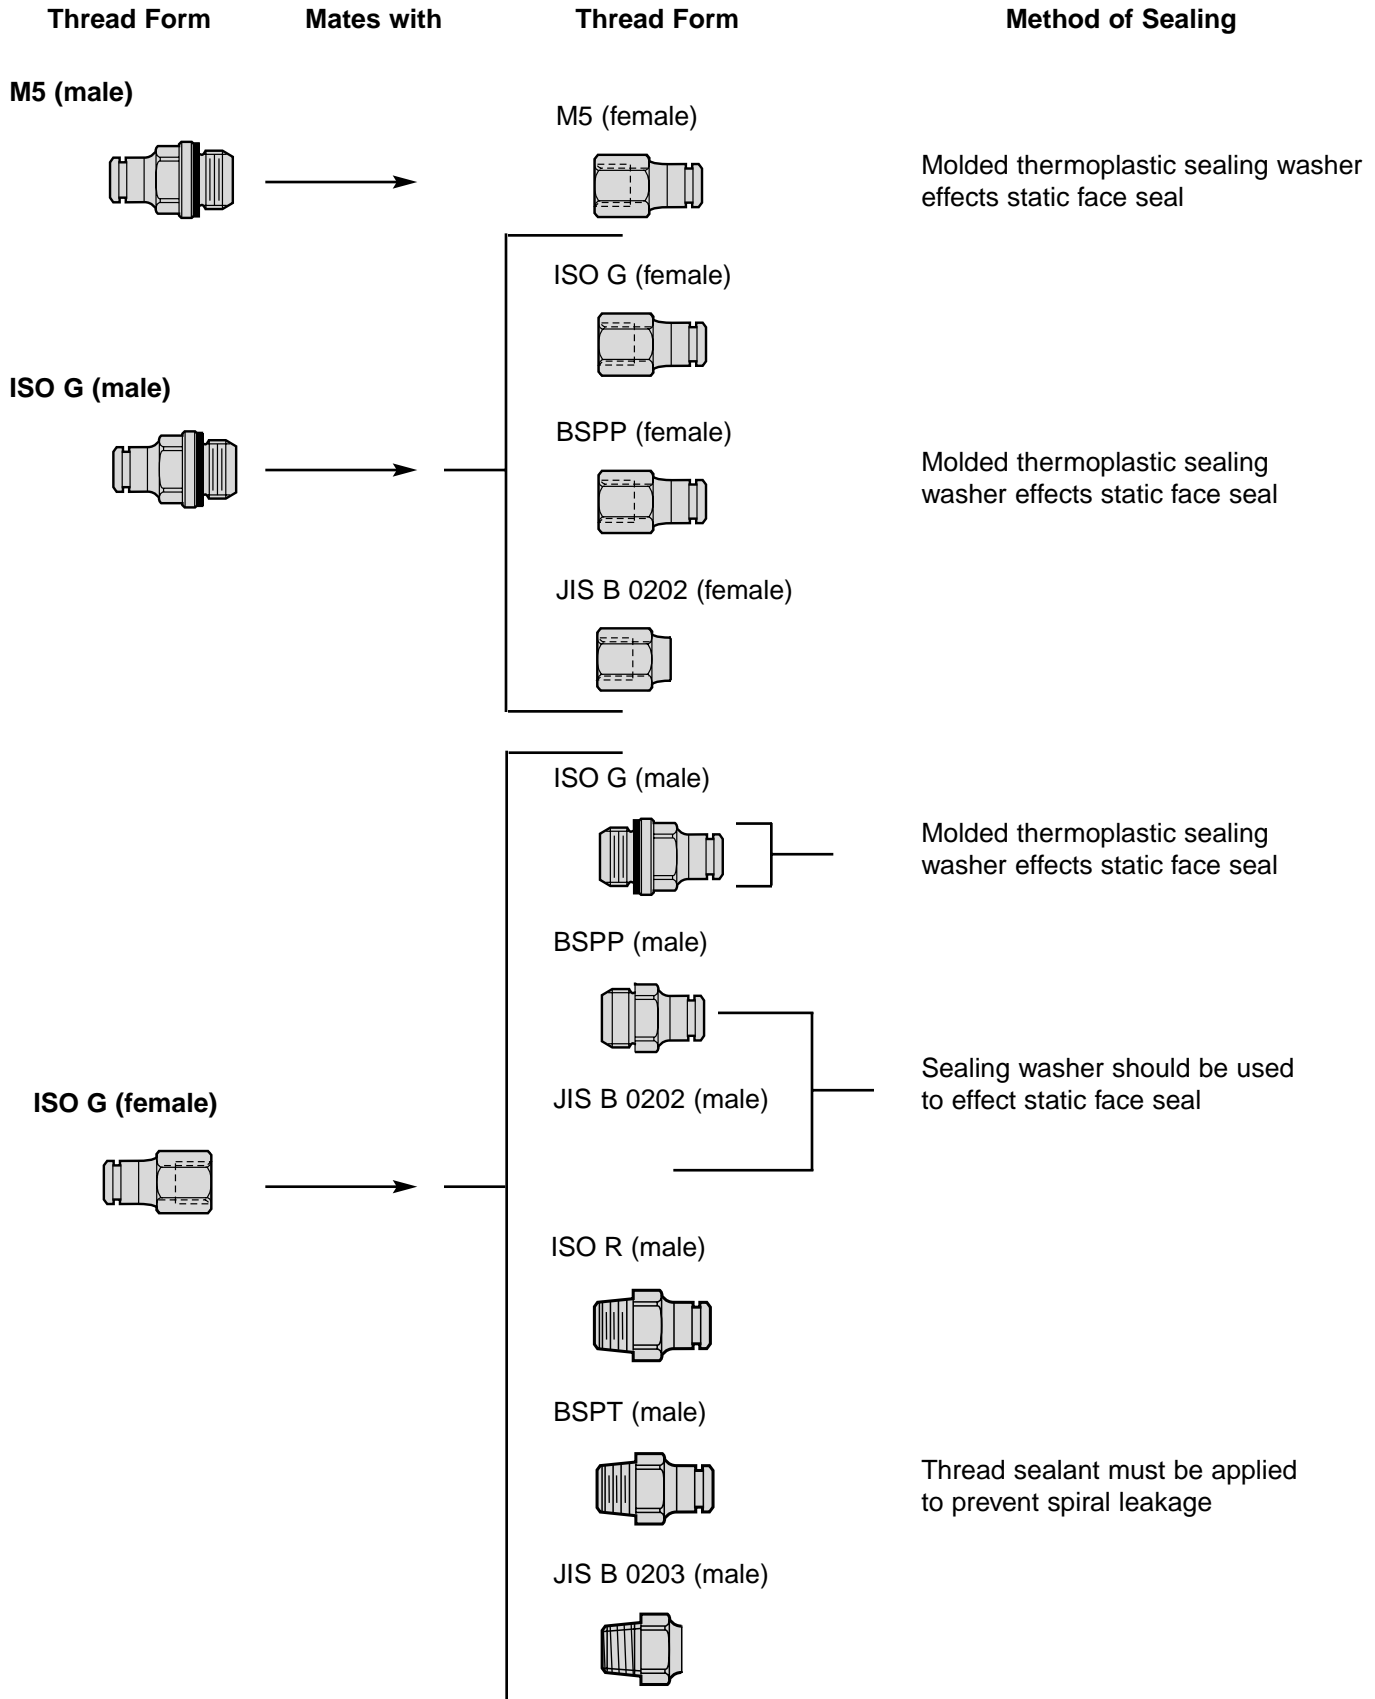 Thread Form Mates with Thread Form Method of Sealing
M5 (male)
M5 (female)
Molded thermoplastic sealing washer
effects static face seal
ISO G (female)
ISO G (male)
BSPP (female)
Molded thermoplastic sealing
washer effects static face seal
JIS B 0202 (female)
ISO G (male)
Molded thermoplastic sealing
washer effects static face seal
BSPP (male)
Sealing washer should be used
to effect static face seal
ISO G (female)
JIS B 0202 (male)
ISO R (male)
BSPT (male)
Thread sealant must be applied
to prevent spiral leakage
JIS B 0203 (male)